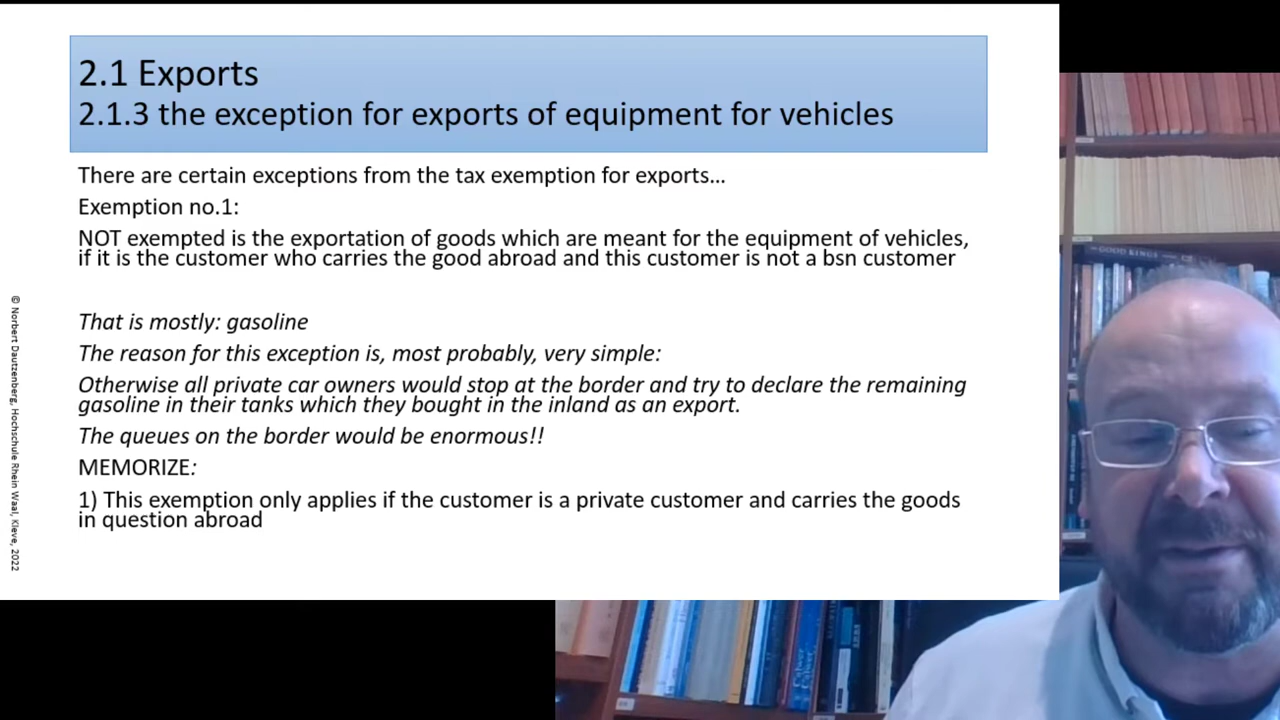 2.1 Exports
2.1.3 the exception for exports of equipment for vehicles
There are certain exceptions from the tax exemption for exports...
Exemption no.1:
NOT exempted is the exportation of goods which are meant for the equipment of vehicles,
if it is the customer who carries the good abroad and this customer is not a bsn customer
That is mostly: gasoline
The reason for this exception is, most probably, very simple:
Otherwise all private car owners would stop at the border and try to declare the remaining
gasoline in their tanks which they bought in the inland as an export.
The queues on the border would be enormous!!
MEMORIZE:
1) This exemption only applies if the customer is a private customer and carries the goods
in question abroad
© Norbert Dautzenberg, Hochschule Rhein Waal, Kleve, 2022